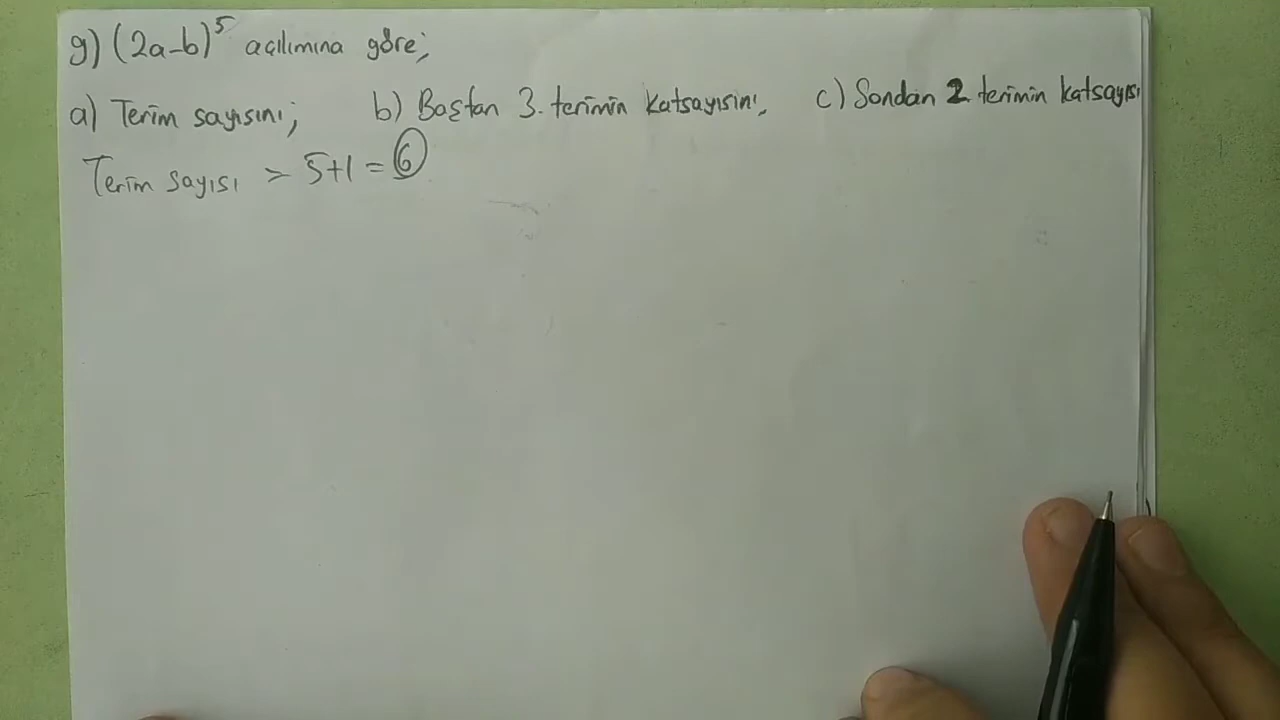 g) (2a-b)⁵ açılımına göre;
a) Terim sayısını; b) Baştan 3. terimin katsayısını, c) Sondan 2 terimin katsayısı
Terim sayısı = 5+1 = 6